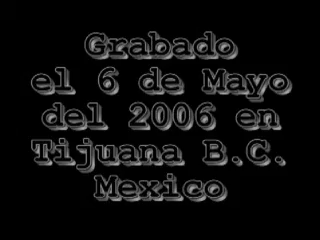 Grabado
el 6 de Mayo
del 2006 en
Tijuana B.C.
Mexico